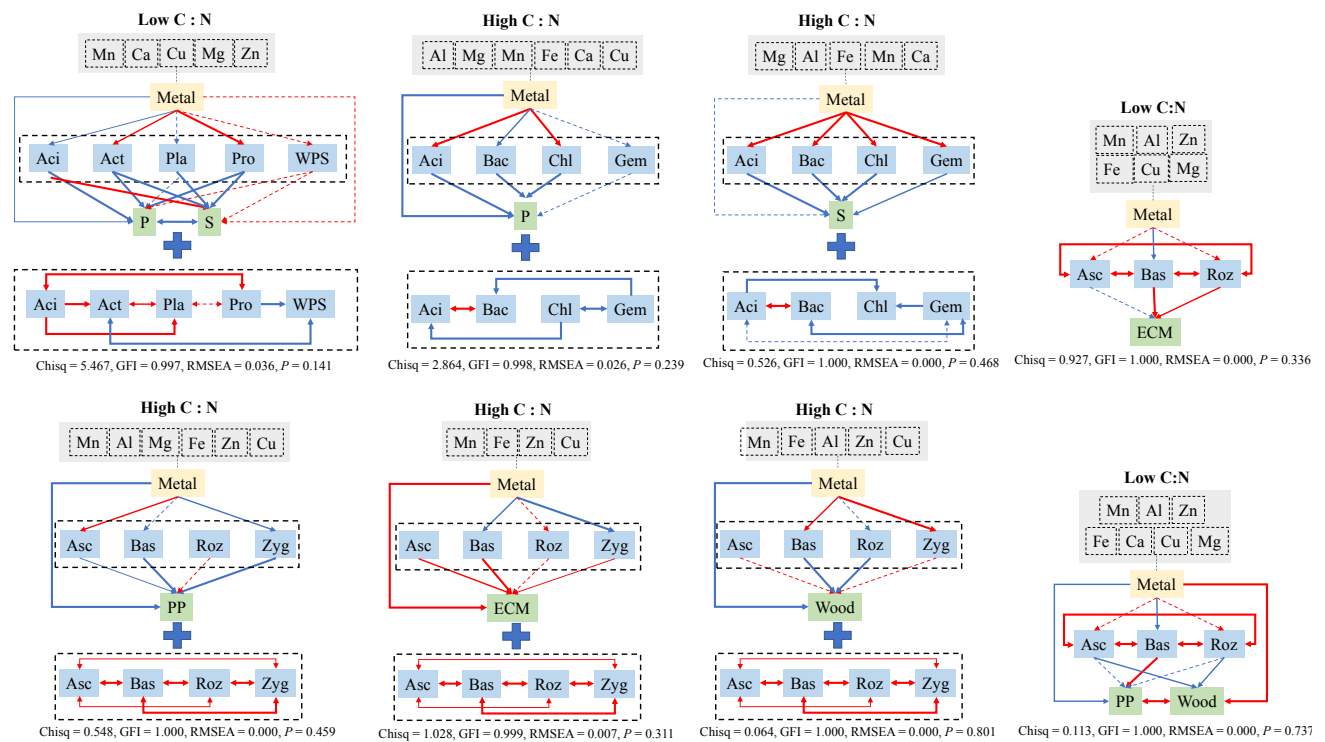 Low C : N
Mn Ca Cu Mg Zn
Metal
Aci Act Pla Pro WPS
P S
Aci Act Pla Pro WPS
Chisq = 5.467, GFI = 0.997, RMSEA = 0.036, P = 0.141
High C : N
Al Mg Mn Fe Ca Cu
Metal
Aci Bac Chl Gem
P
Aci Bac Chl Gem
Chisq = 2.864, GFI = 0.998, RMSEA = 0.026, P = 0.239
High C : N
Mg Al Fe Mn Ca
Metal
Aci Bac Chl Gem
S
Aci Bac Chl Gem
Chisq = 0.526, GFI = 1.000, RMSEA = 0.000, P = 0.468
Low C:N
Mn Al Zn
Fe Cu Mg
Metal
Asc Bas Roz
ECM
Chisq = 0.927, GFI = 1.000, RMSEA = 0.000, P = 0.336
High C : N
Mn Al Mg Fe Zn Cu
Metal
Asc Bas Roz Zyg
PP
Asc Bas Roz Zyg
Chisq = 0.548, GFI = 1.000, RMSEA = 0.000, P = 0.459
High C : N
Mn Fe Zn Cu
Metal
Asc Bas Roz Zyg
ECM
Asc Bas Roz Zyg
Chisq = 1.028, GFI = 0.999, RMSEA = 0.007, P = 0.311
High C : N
Mn Fe Al Zn Cu
Metal
Asc Bas Roz Zyg
Wood
Asc Bas Roz Zyg
Chisq = 0.064, GFI = 1.000, RMSEA = 0.000, P = 0.801
Low C:N
Mn Al Zn
Fe Ca Cu Mg
Metal
Asc Bas Roz
PP Wood
Chisq = 0.113, GFI = 1.000, RMSEA = 0.000, P = 0.737